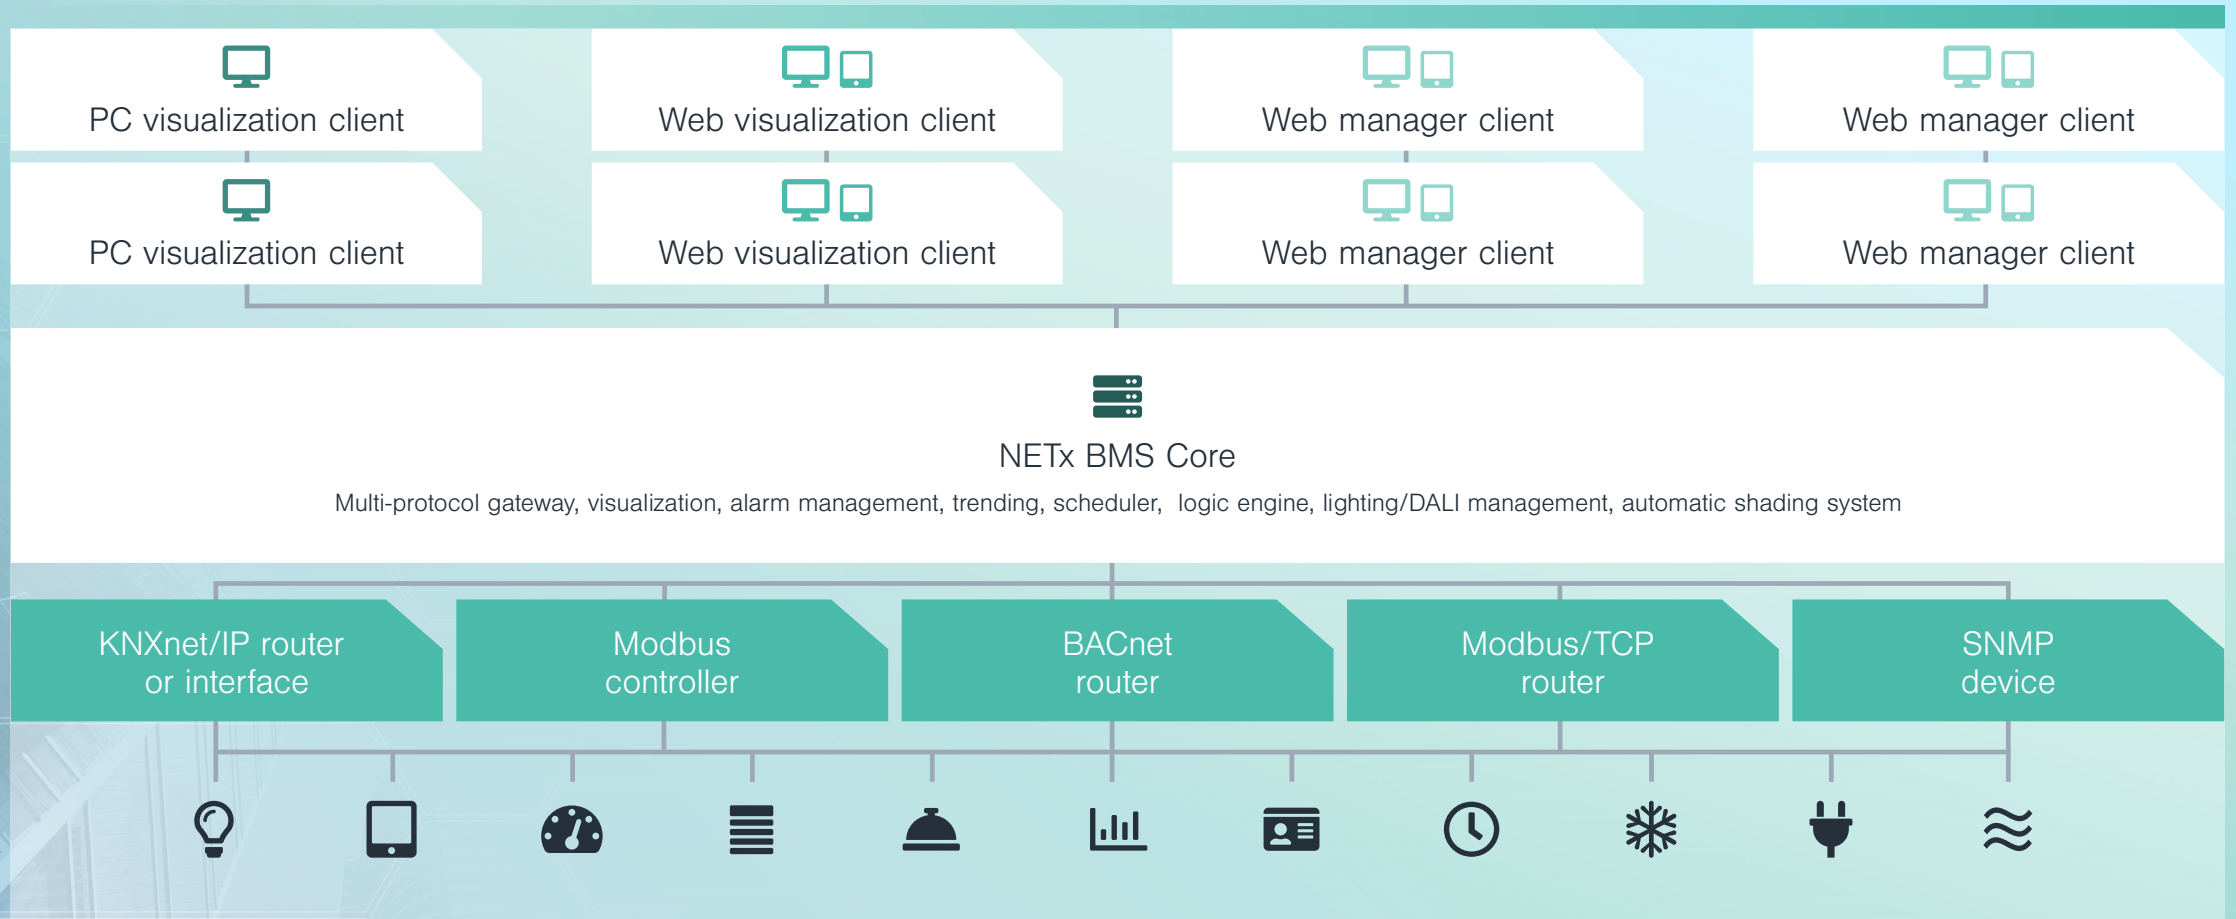 PC visualization client
Web visualization client
Web manager client
Web manager client
PC visualization client
Web visualization client
Web manager client
Web manager client
NETx BMS Core
Multi-protocol gateway, visualization, alarm management, trending, scheduler,  logic engine, lighting/DALI management, automatic shading system
KNXnet/IP router
or interface
Modbus
controller
BACnet
router
Modbus/TCP
router
SNMP
device